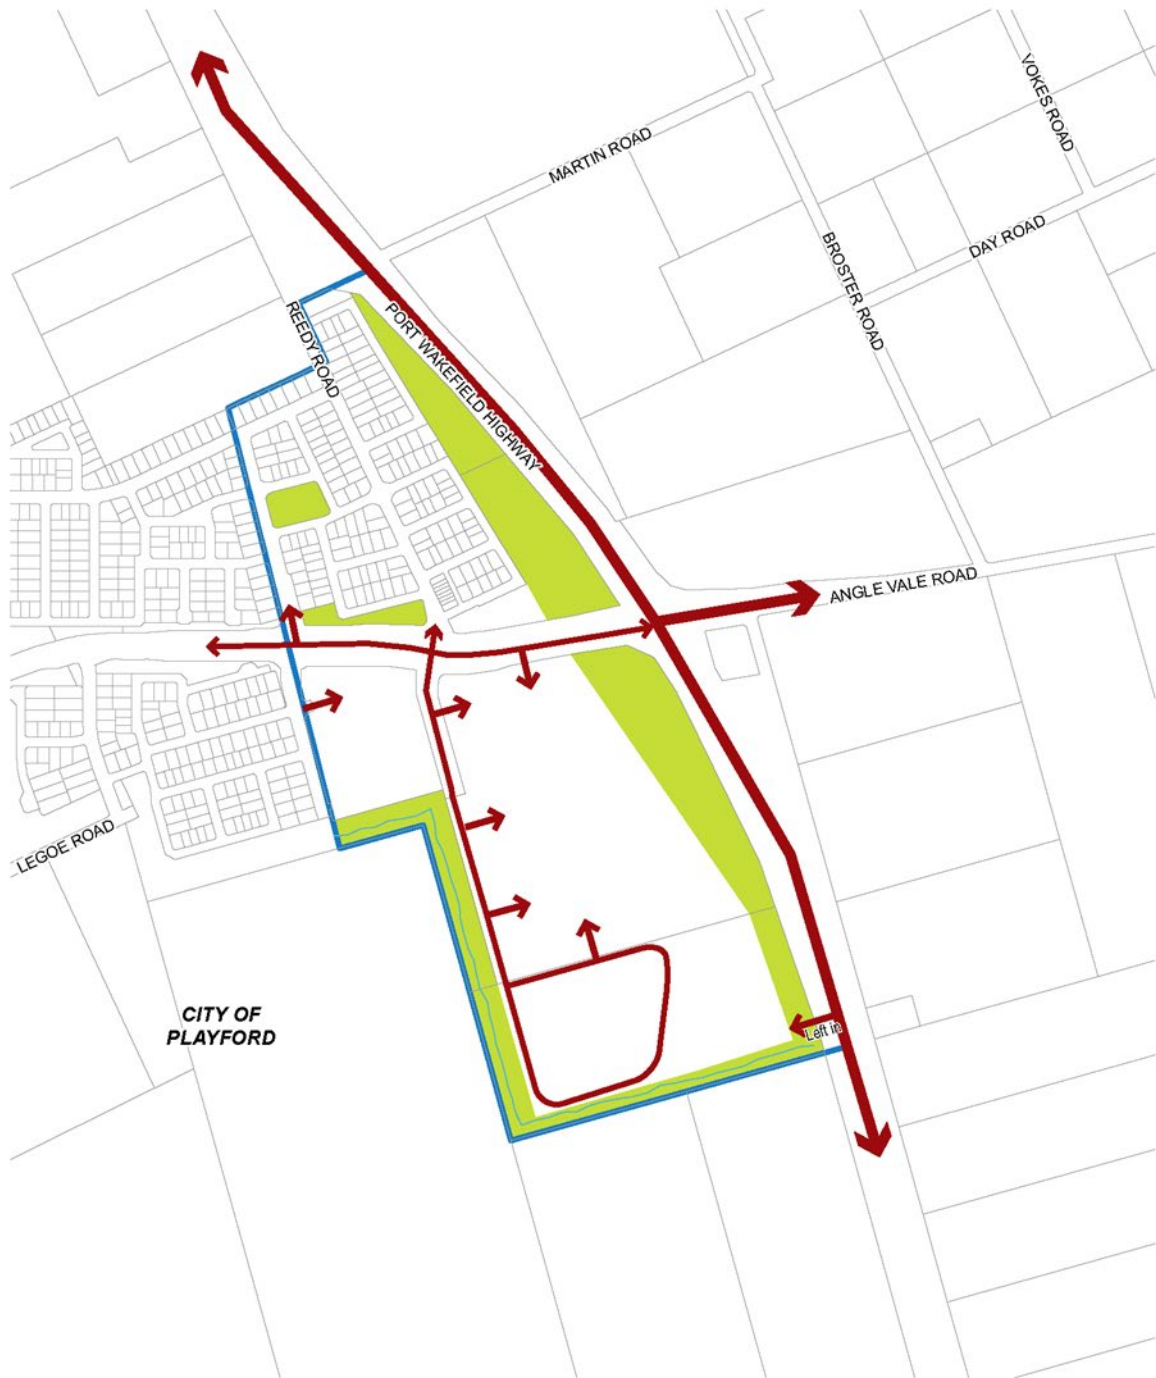 VOKES ROAD
MARTIN ROAD
DAY ROAD
BROSTER ROAD
REEDY ROAD
PORT WAKEFIELD HIGHWAY
ANGLE VALE ROAD
LEGOE ROAD
CITY OF
PLAYFORD
Left in